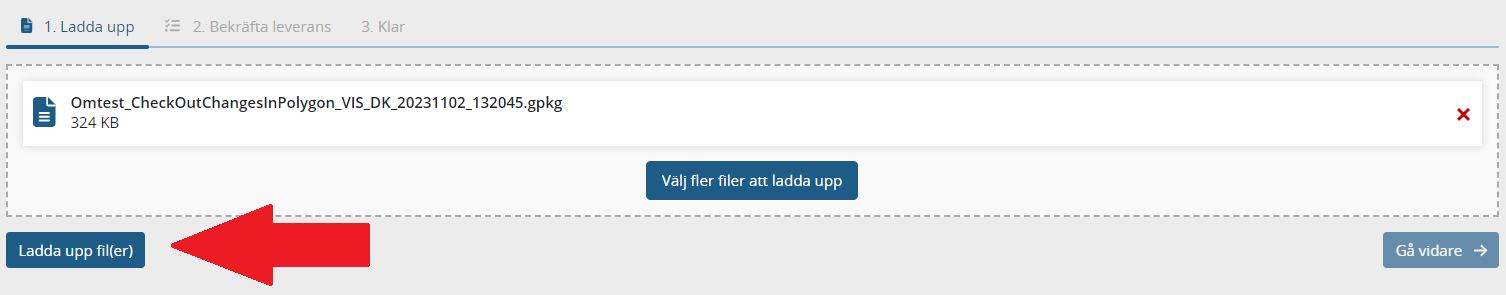 1. Ladda upp
2. Bekräfta leverans
3. Klar
Omtest_CheckOutChangesInPolygon_VIS_DK_20231102_132045.gpkg
324 KB
Välj fler filer att ladda upp
Ladda upp fil(er)
Gå vidare